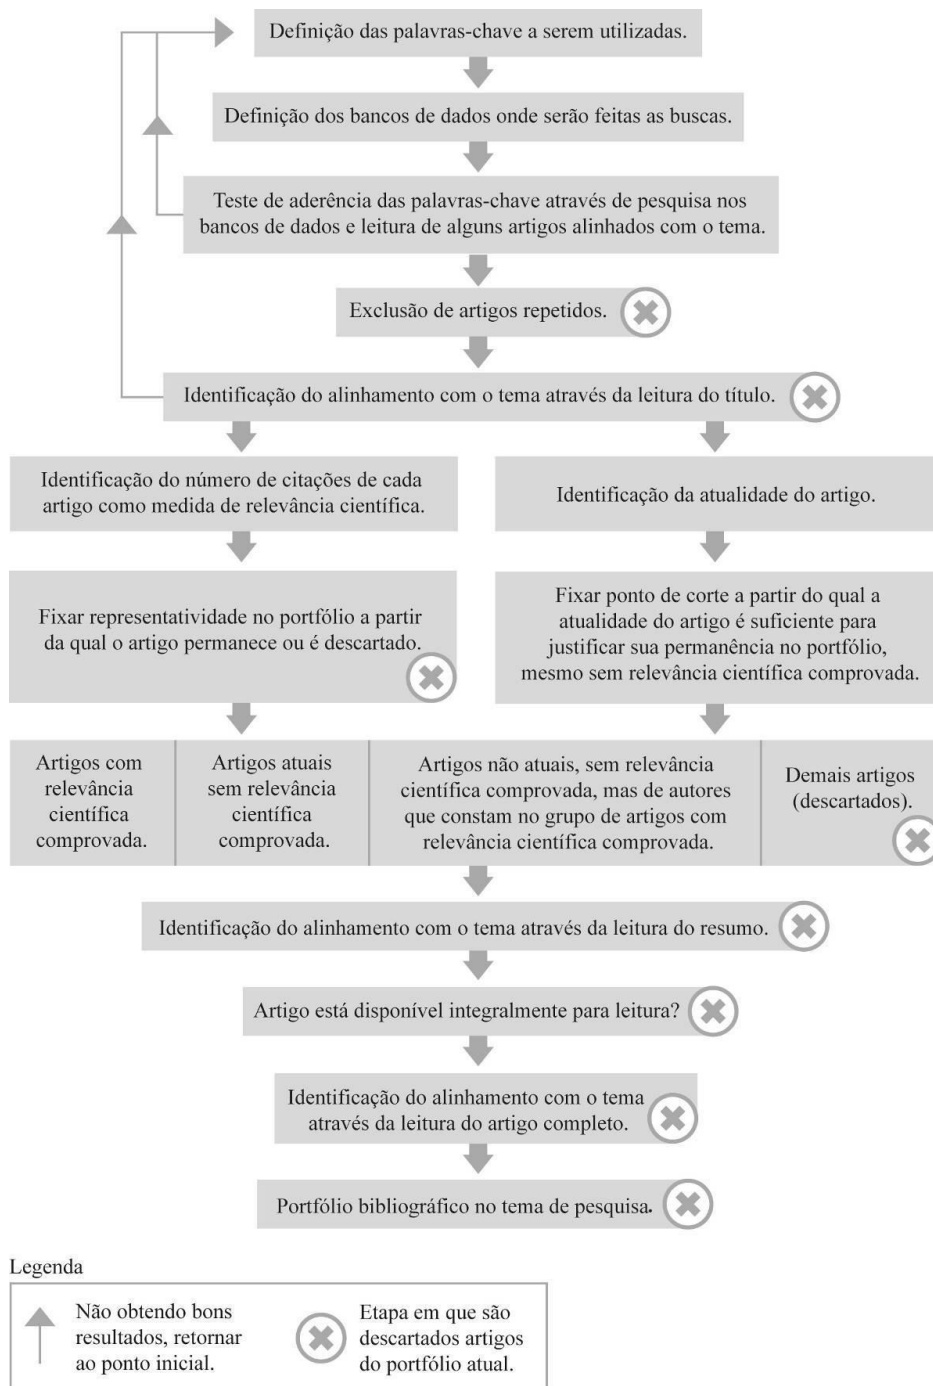 Definição das palavras-chave a serem utilizadas.
Definição dos bancos de dados onde serão feitas as buscas.
Teste de aderência das palavras-chave através de pesquisa nos
bancos de dados e leitura de alguns artigos alinhados com o tema.
Exclusão de artigos repetidos.
Identificação do alinhamento com o tema através da leitura do título.
Identificação do número de citações de cada
artigo como medida de relevância científica.
Identificação da atualidade do artigo.
Fixar representatividade no portfólio a partir
da qual o artigo permanece ou é descartado.
Fixar ponto de corte a partir do qual a
atualidade do artigo é suficiente para
justificar sua permanência no portfólio,
mesmo sem relevância científica comprovada.
Artigos com
relevância
científica
comprovada.
Artigos atuais
sem relevância
científica
comprovada.
Artigos não atuais, sem relevância
científica comprovada, mas de autores
que constam no grupo de artigos com
relevância científica comprovada.
Demais artigos
(descartados).
Identificação do alinhamento com o tema através da leitura do resumo.
Artigo está disponível integralmente para leitura?
Identificação do alinhamento com o tema
através da leitura do artigo completo.
Portfólio bibliográfico no tema de pesquisa.
Legenda
Não obtendo bons
resultados, retornar
ao ponto inicial.
Etapa em que são
descartados artigos
do portfólio atual.